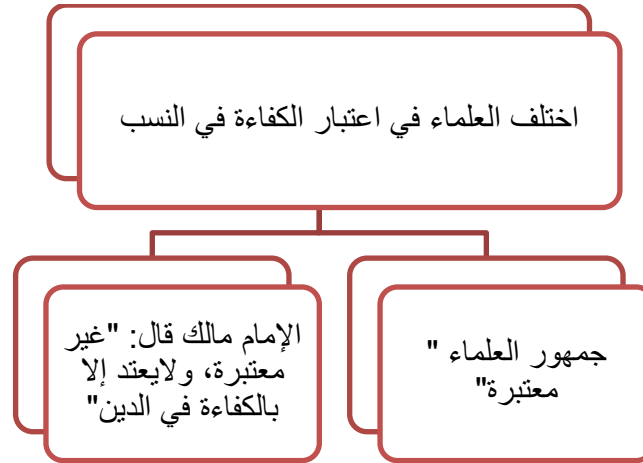 اختلف العلماء في اعتبار الكفاءة في النسب
جمهور العلماء "
معتبرة"
الإمام مالك قال: "غير
معتبرة، ولايعتد إلا
بالكفاءة في الدين"